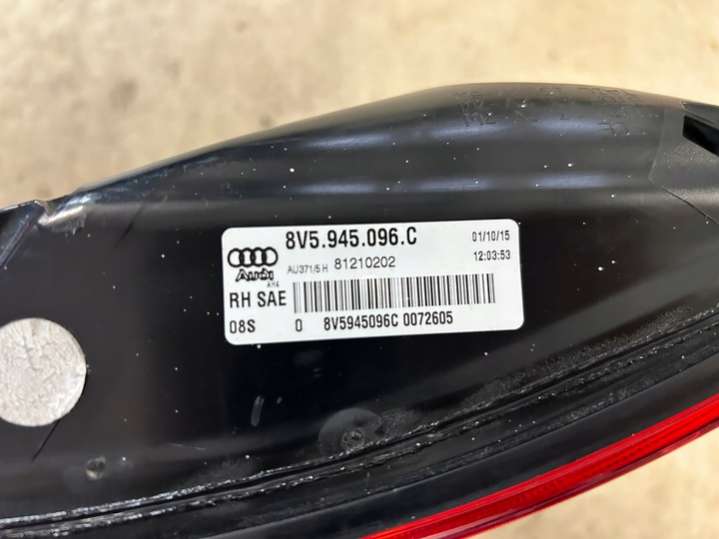 8V5.945.096.C
01/10/15
Audi
AU371/5 H 81210202
12:03:53
RH SAE
08S 0 8V5945096C 0072605